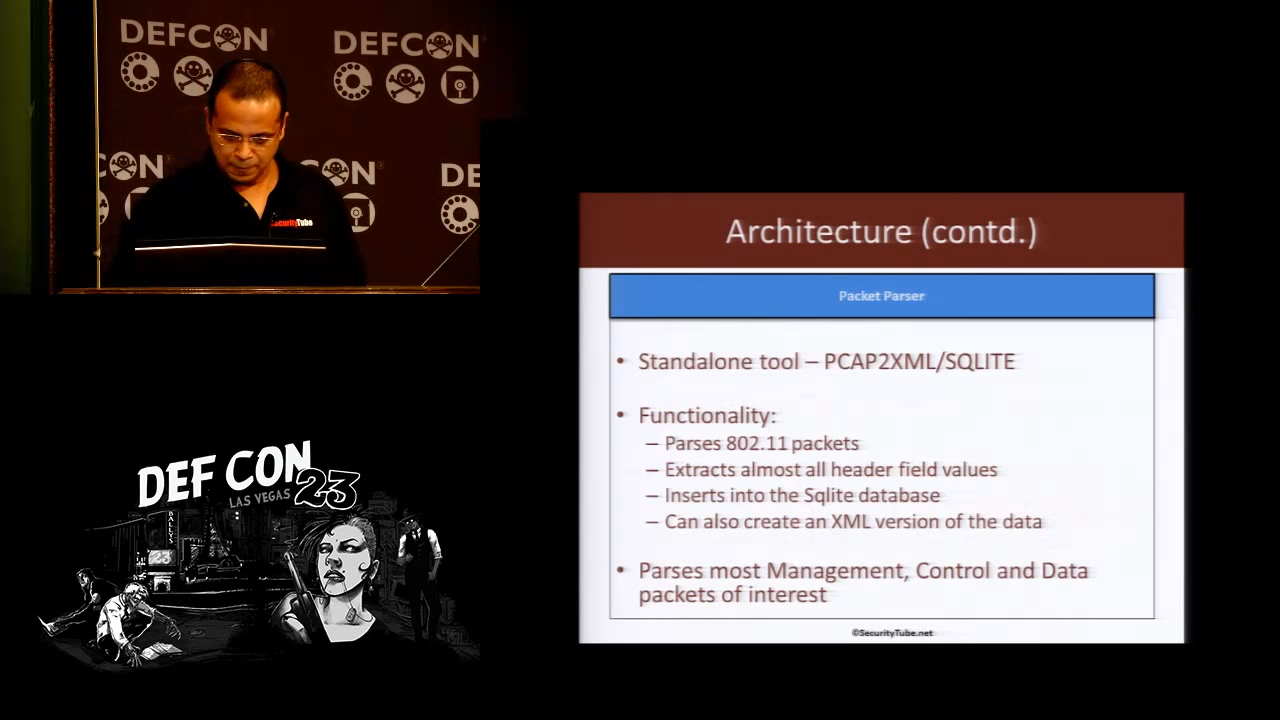 DEFCON
DEFCON
CON
DE
SecurityTube
DEF CON
LAS VEGAS 23
BALLYS
Architecture (contd.)
Packet Parser
• Standalone tool – PCAP2XML/SQLITE
• Functionality:
– Parses 802.11 packets
– Extracts almost all header field values
– Inserts into the Sqlite database
– Can also create an XML version of the data
• Parses most Management, Control and Data
packets of interest
©SecurityTube.net